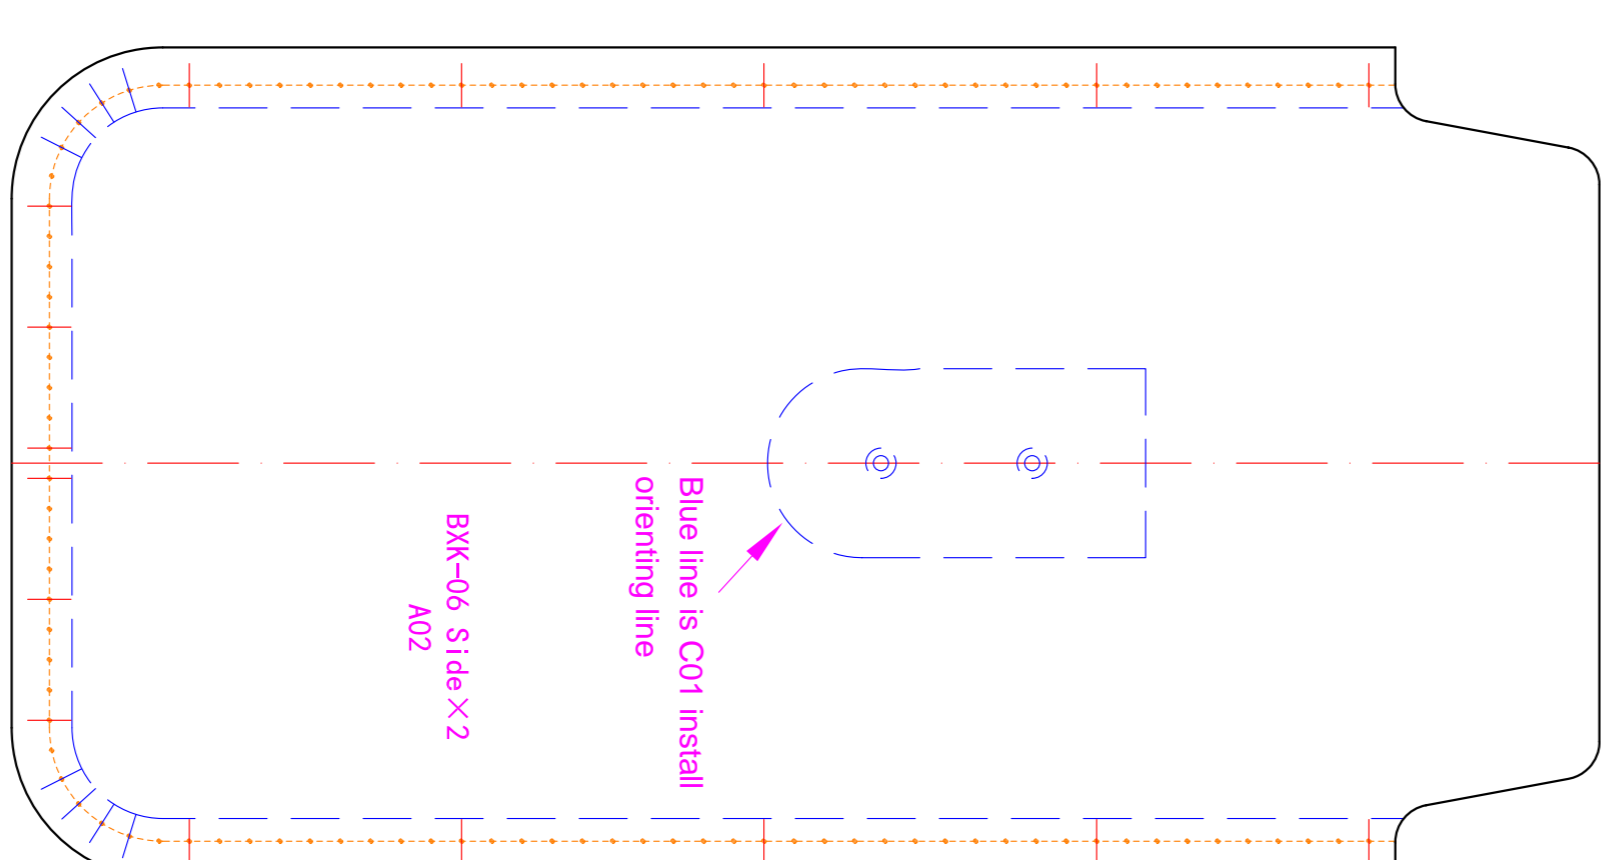 Blue line is C01 install
orienting line
BXK-06 Side×2
A02